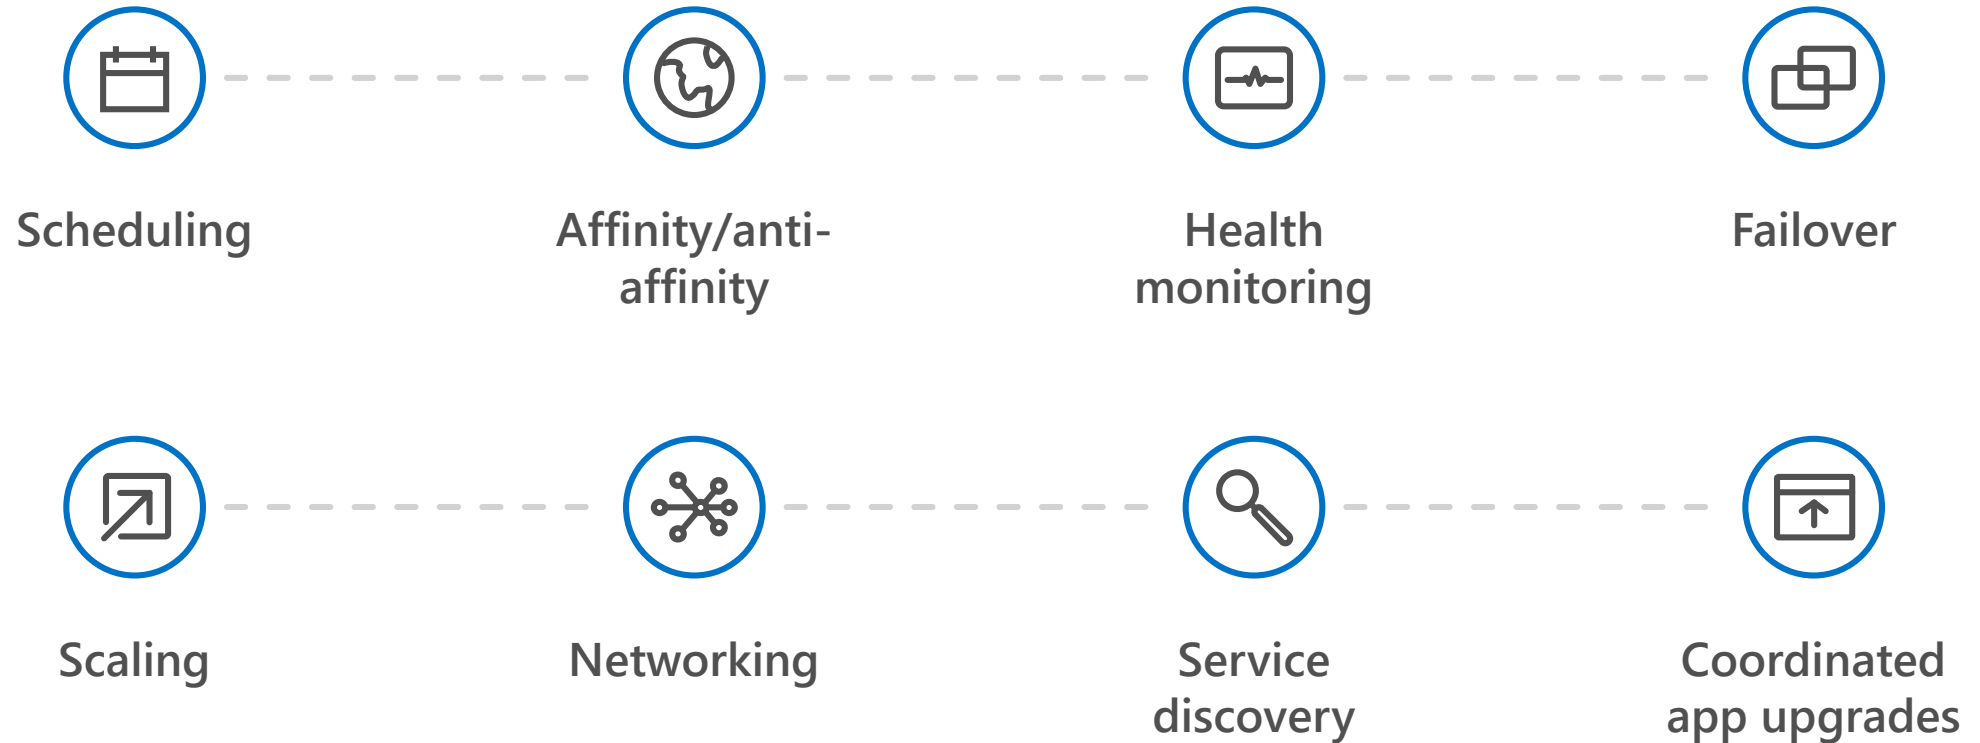 Scheduling
Affinity/anti-
affinity
Health
monitoring
Failover
Scaling
Networking
Service
discovery
Coordinated
app upgrades